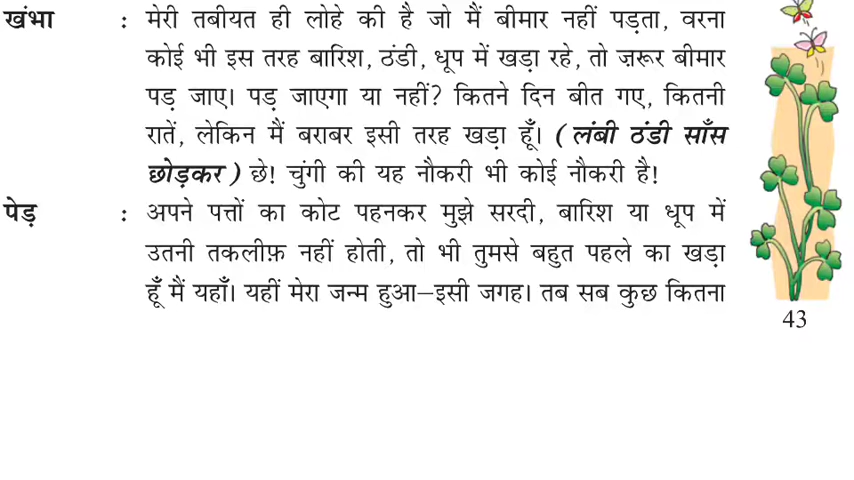 खंभा : मेरी तबीयत ही लोहे की है जो मैं बीमार नहीं पड़ता, वरना
कोई भी इस तरह बारिश, ठंडी, धूप में खड़ा रहे, तो ज़रूर बीमार
पड़ जाए। पड़ जाएगा या नहीं? कितने दिन बीत गए, कितनी
रातें, लेकिन मैं बराबर इसी तरह खड़ा हूँ। (लंबी ठंडी साँस
छोड़कर) छे! चुंगी की यह नौकरी भी कोई नौकरी है!
पेड़ : अपने पत्तों का कोट पहनकर मुझे सरदी, बारिश या धूप में
उतनी तकलीफ़ नहीं होती, तो भी तुमसे बहुत पहले का खड़ा
हूँ मैं यहाँ। यहीं मेरा जन्म हुआ–इसी जगह। तब सब कुछ कितना
43